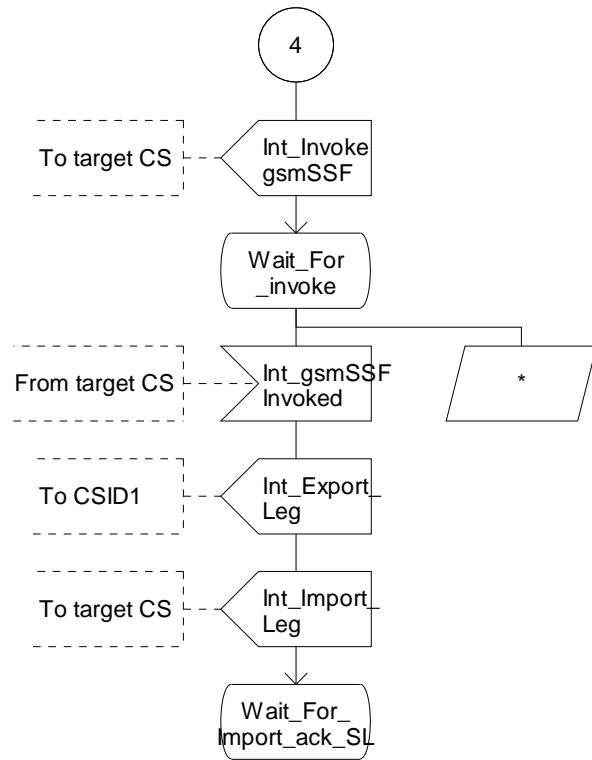 4
To target CS
Int_Invoke
gsmSSF
Wait_For
_invoke
From target CS
Int_gsmSSF
Invoked
*
To CSID1
Int_Export_
Leg
To target CS
Int_Import_
Leg
Wait_For_
Import_ack_SL